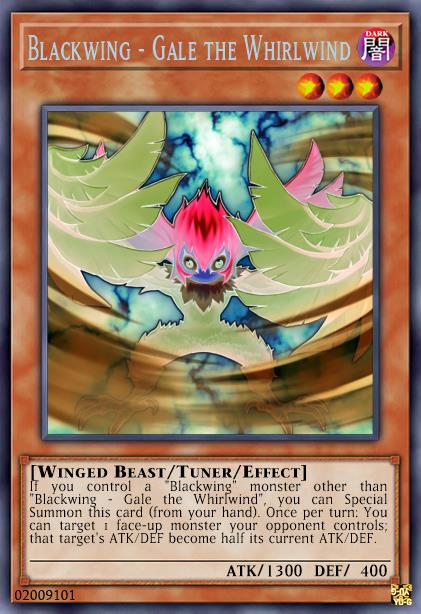 Blackwing - Gale the Whirlwind
DARK
闇
[Winged Beast/Tuner/Effect]
If you control a "Blackwing" monster other than
"Blackwing - Gale the Whirlwind", you can Special
Summon this card (from your hand). Once per turn: You
can target 1 face-up monster your opponent controls;
that target's ATK/DEF become half its current ATK/DEF.
ATK/1300 DEF/ 400
02009101